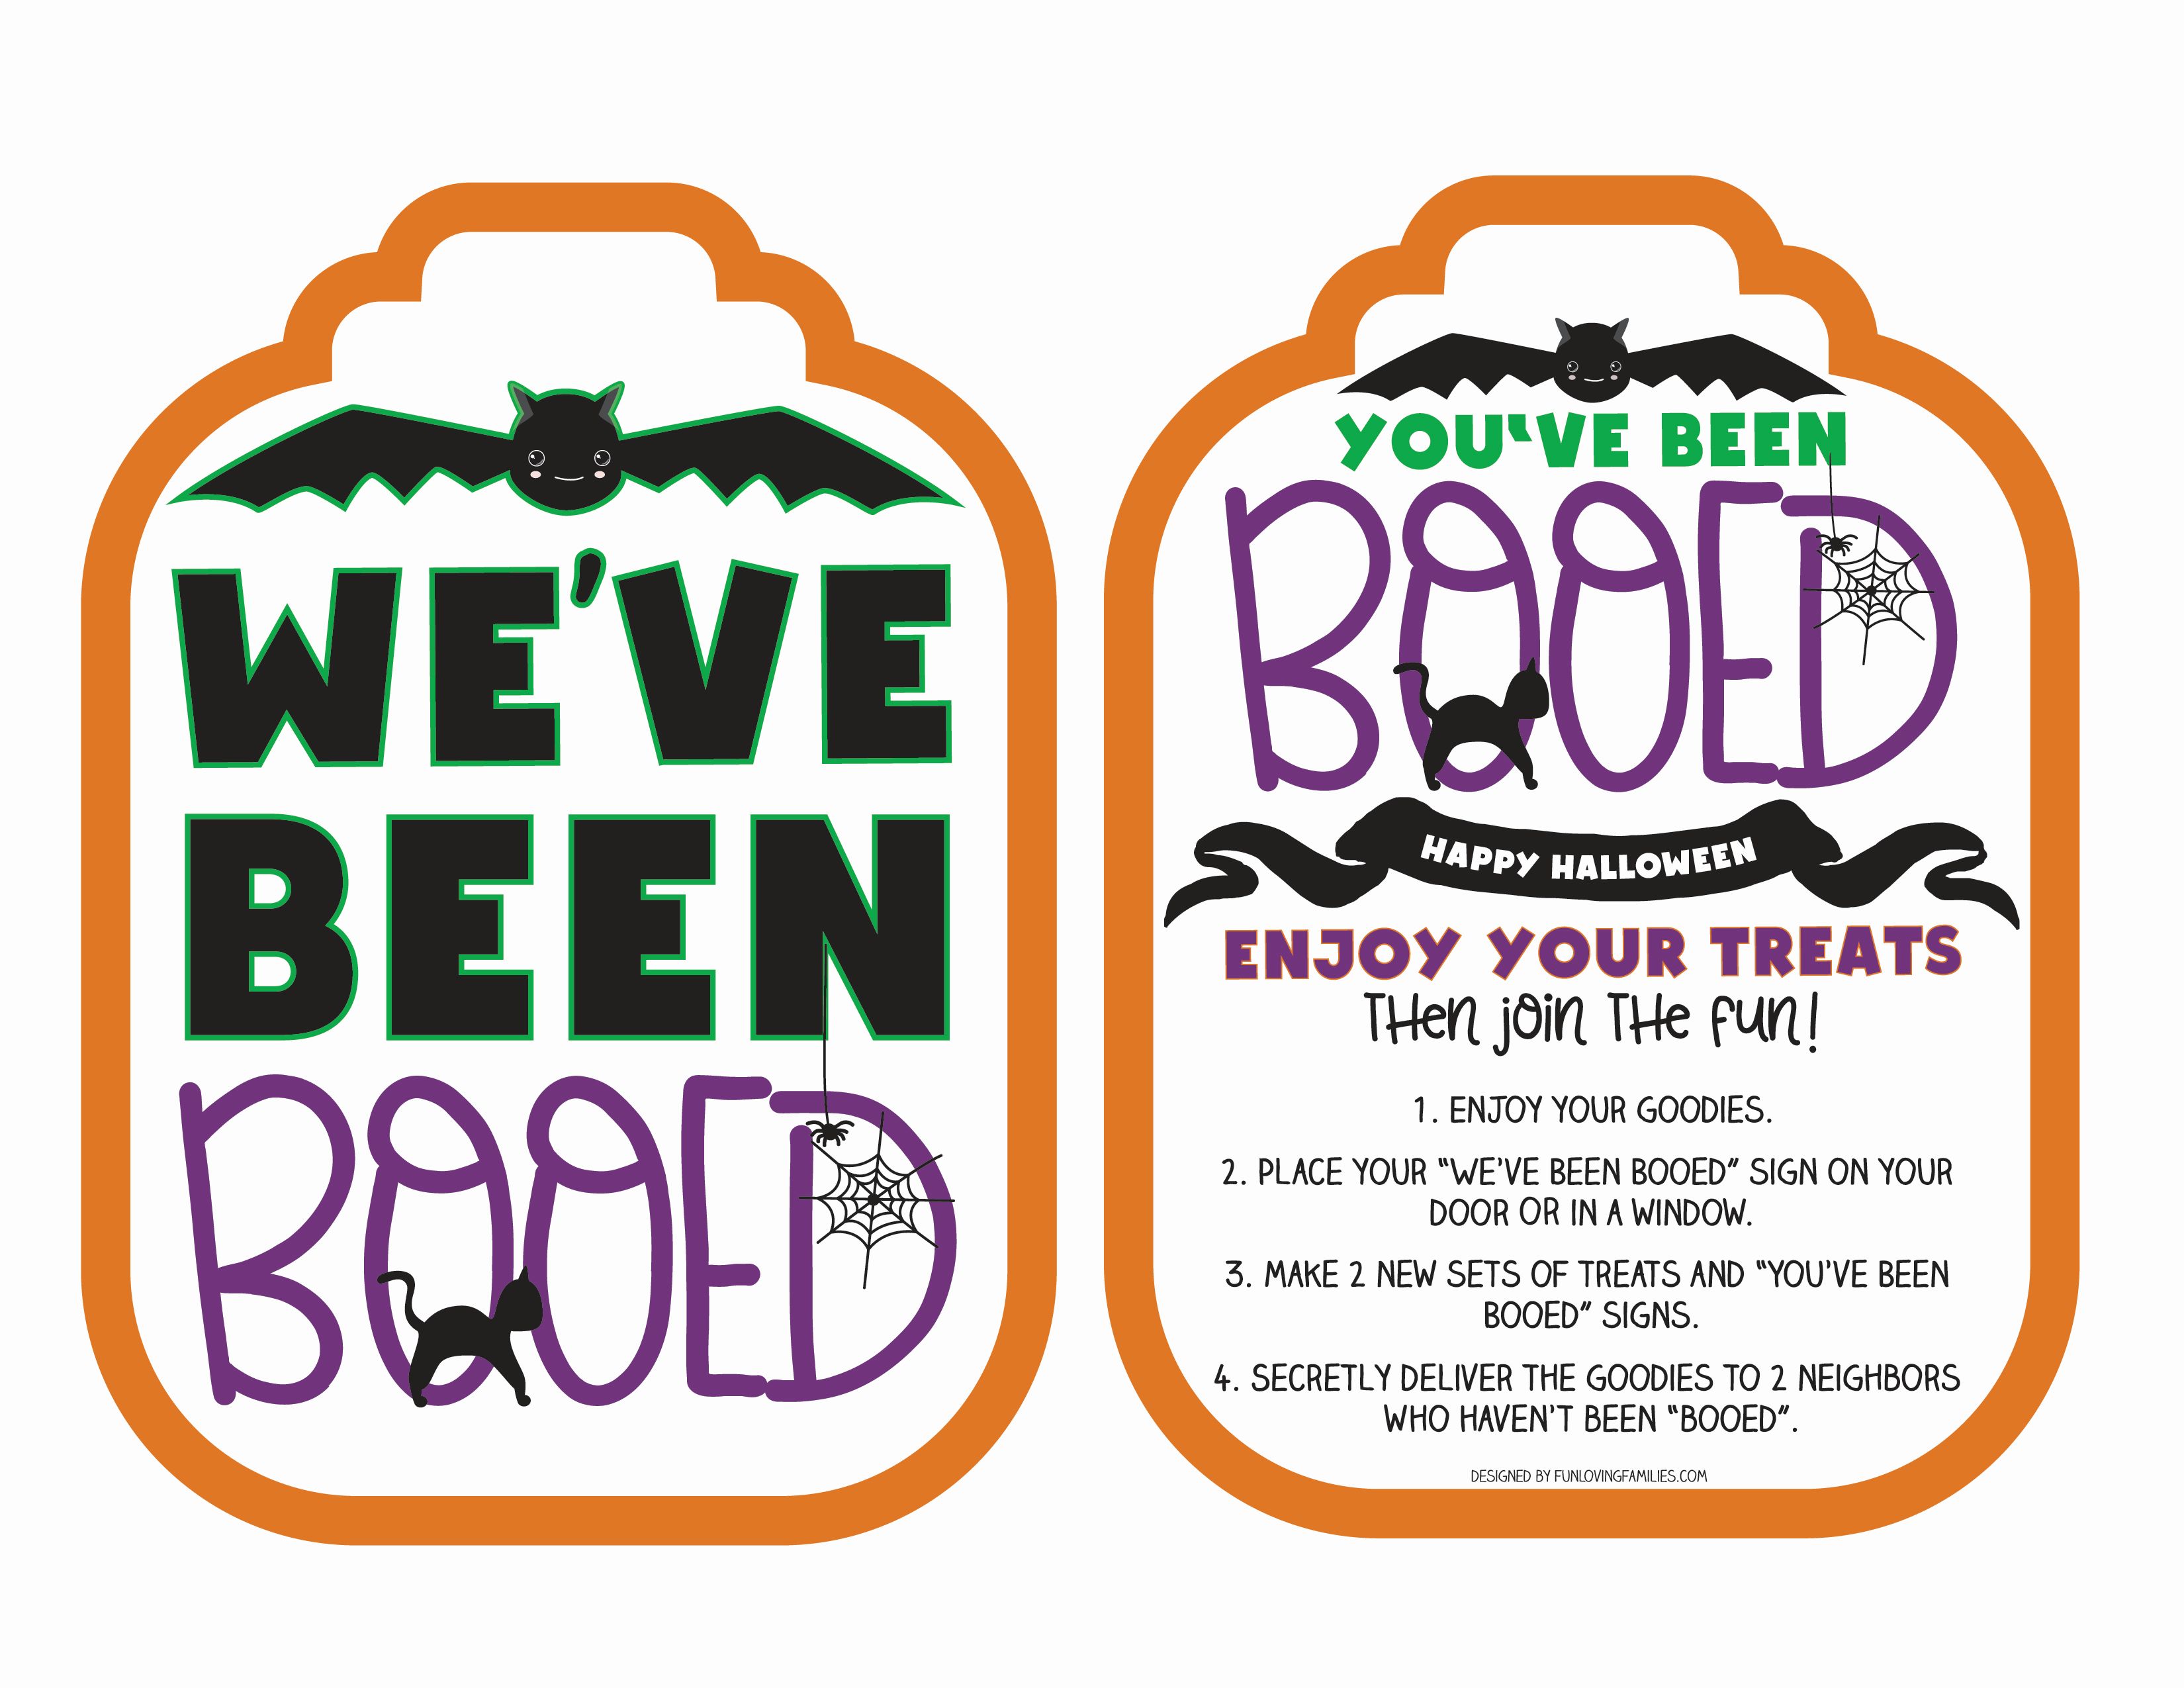 WE'VE
BEEN
BOOED
YOU'VE BEEN
BOOED
HAPPY HALLOWEEN
ENJOY YOUR TREATS
THen join THe fun!
1. ENJOY YOUR GOODIES.
2. PLACE YOUR "WE'VE BEEN BOOED" SIGN ON YOUR
DOOR OR IN A WINDOW.
3. MAKE 2 NEW SETS OF TREATS AND "YOU'VE BEEN
BOOED" SIGNS.
4. SECRETLY DELIVER THE GOODIES TO 2 NEIGHBORS
WHO HAVEN'T BEEN "BOOED".
DESIGNED BY FUNLOVINGFAMILIES.COM